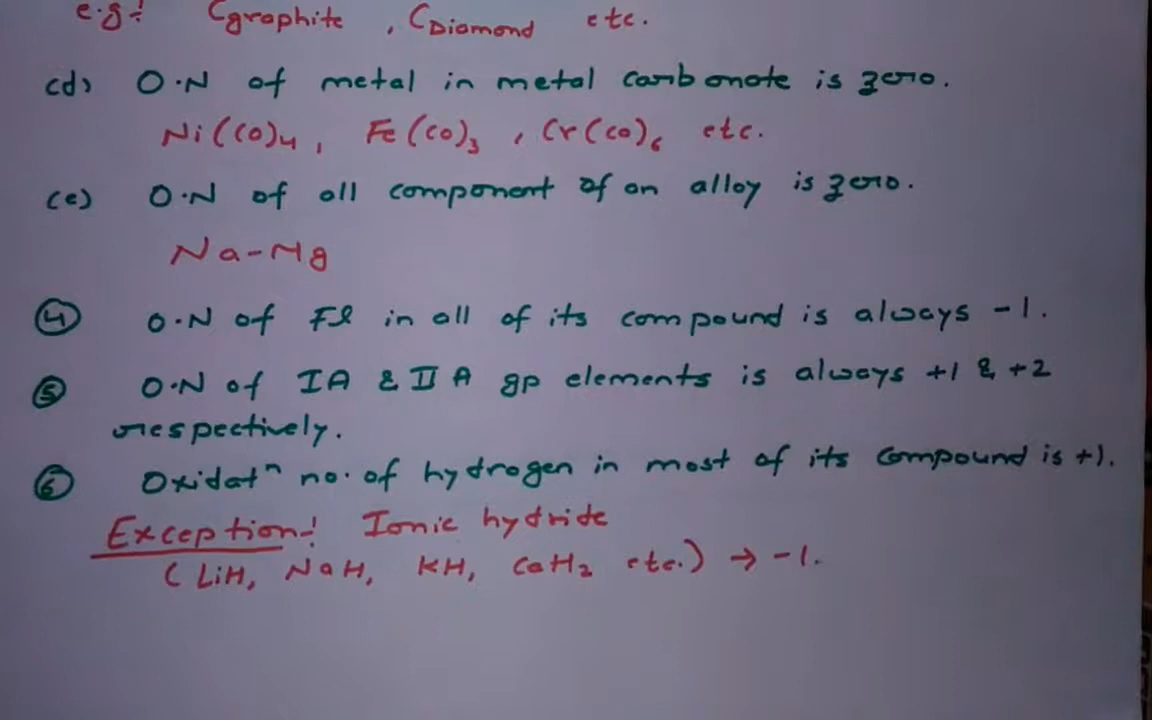 e.g:- Cgraphite , CDiamond etc.
(d) O.N of metal in metal carbonate is zero.
Ni(CO)4, Fe(CO)3, Cr(CO)6 etc.
(e) O.N of all component of an alloy is zero.
Na-Mg
④ O.N of Fl in all of its compound is always -1.
⑤ O.N of IA & II A gp elements is always +1 & +2
respectively.
⑥ Oxidatⁿ no. of hydrogen in most of its compound is +1.
Exception:- Ionic hydride
(LiH, NaH, KH, CaH2 etc.) → -1.